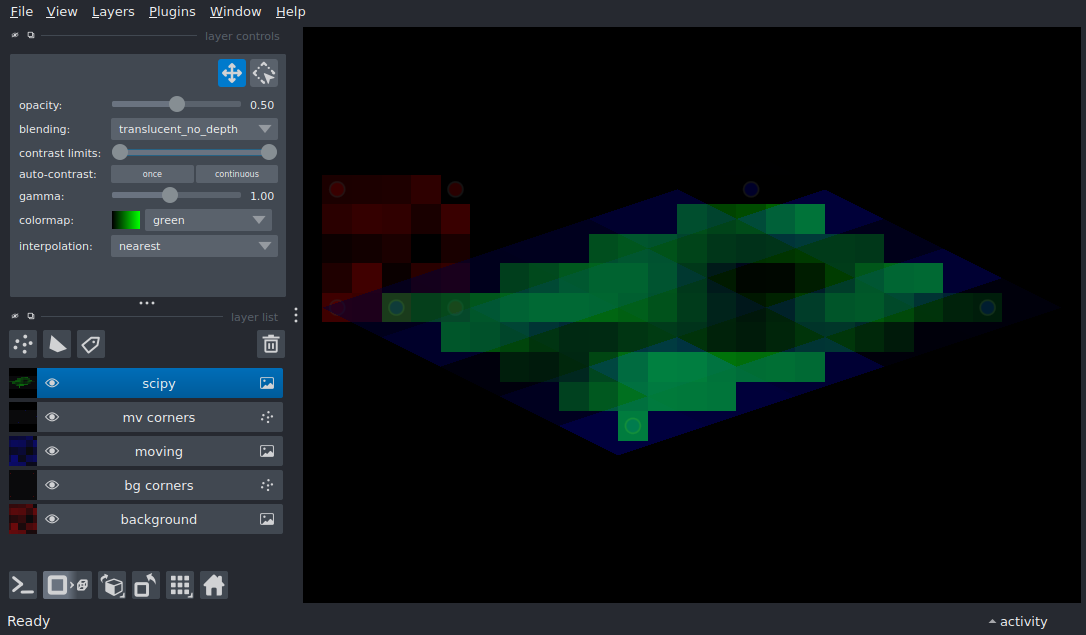 File View Layers Plugins Window Help
layer controls
opacity: 0.50
blending: translucent_no_depth
contrast limits:
auto-contrast: once continuous
gamma: 1.00
colormap: green
interpolation: nearest
layer list
scipy
mv corners
moving
bg corners
background
Ready activity